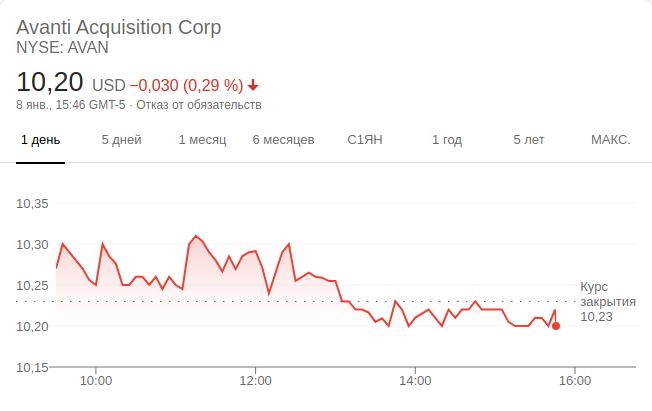 Avanti Acquisition Corp
NYSE: AVAN
10,20 USD −0,030 (0,29 %)
8 янв., 15:46 GMT-5 · Отказ от обязательств
1 день 5 дней 1 месяц 6 месяцев С1ЯН 1 год 5 лет МАКС.
10,35
10,30
10,25
Курс
закрытия
10,23
10,20
10,15
10:00 12:00 14:00 16:00